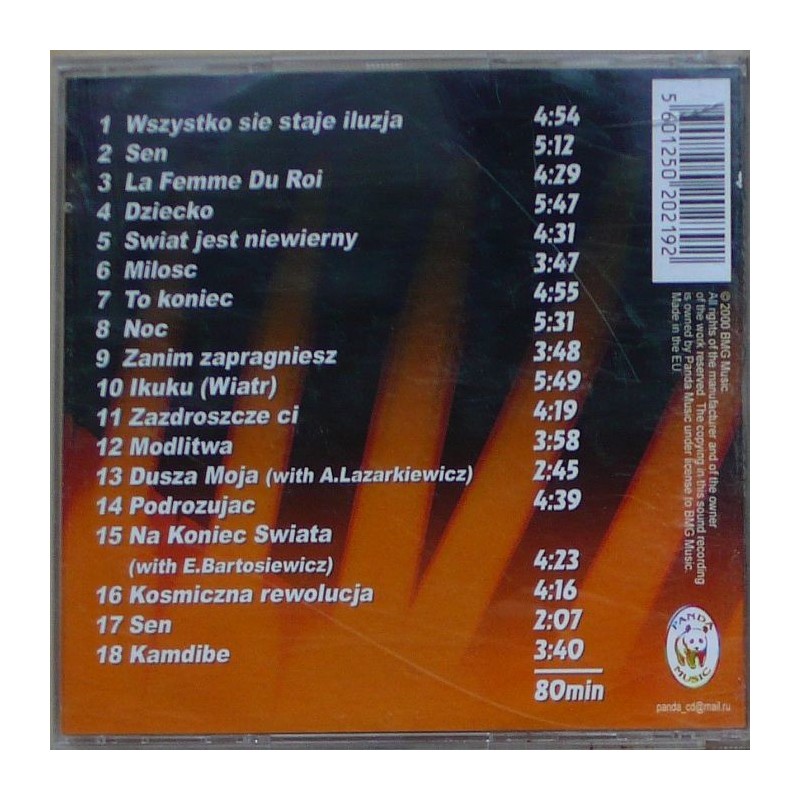 1 Wszystko sie staje iluzja 4:54
2 Sen 5:12
3 La Femme Du Roi 4:29
4 Dziecko 5:47
5 Swiat jest niewierny 4:31
6 Milosc 3:47
7 To koniec 4:55
8 Noc 5:31
9 Zanim zapragniesz 3:48
10 Ikuku (Wiatr) 5:49
11 Zazdroszcze ci 4:19
12 Modlitwa 3:58
13 Dusza Moja (with A.Lazarkiewicz) 2:45
14 Podrozujac 4:39
15 Na Koniec Swiata
(with E.Bartosiewicz) 4:23
16 Kosmiczna rewolucja 4:16
17 Sen 2:07
18 Kamdibe 3:40
80min
5 601250 202192
© 2000 BMG Music.
All rights of the manufacturer and of the owner
of the work reserved. The copying in this sound recording
is owned by Panda Music under license to BMG Music.
Made in the EU
PANDA
MUSIC
panda_cd@mail.ru